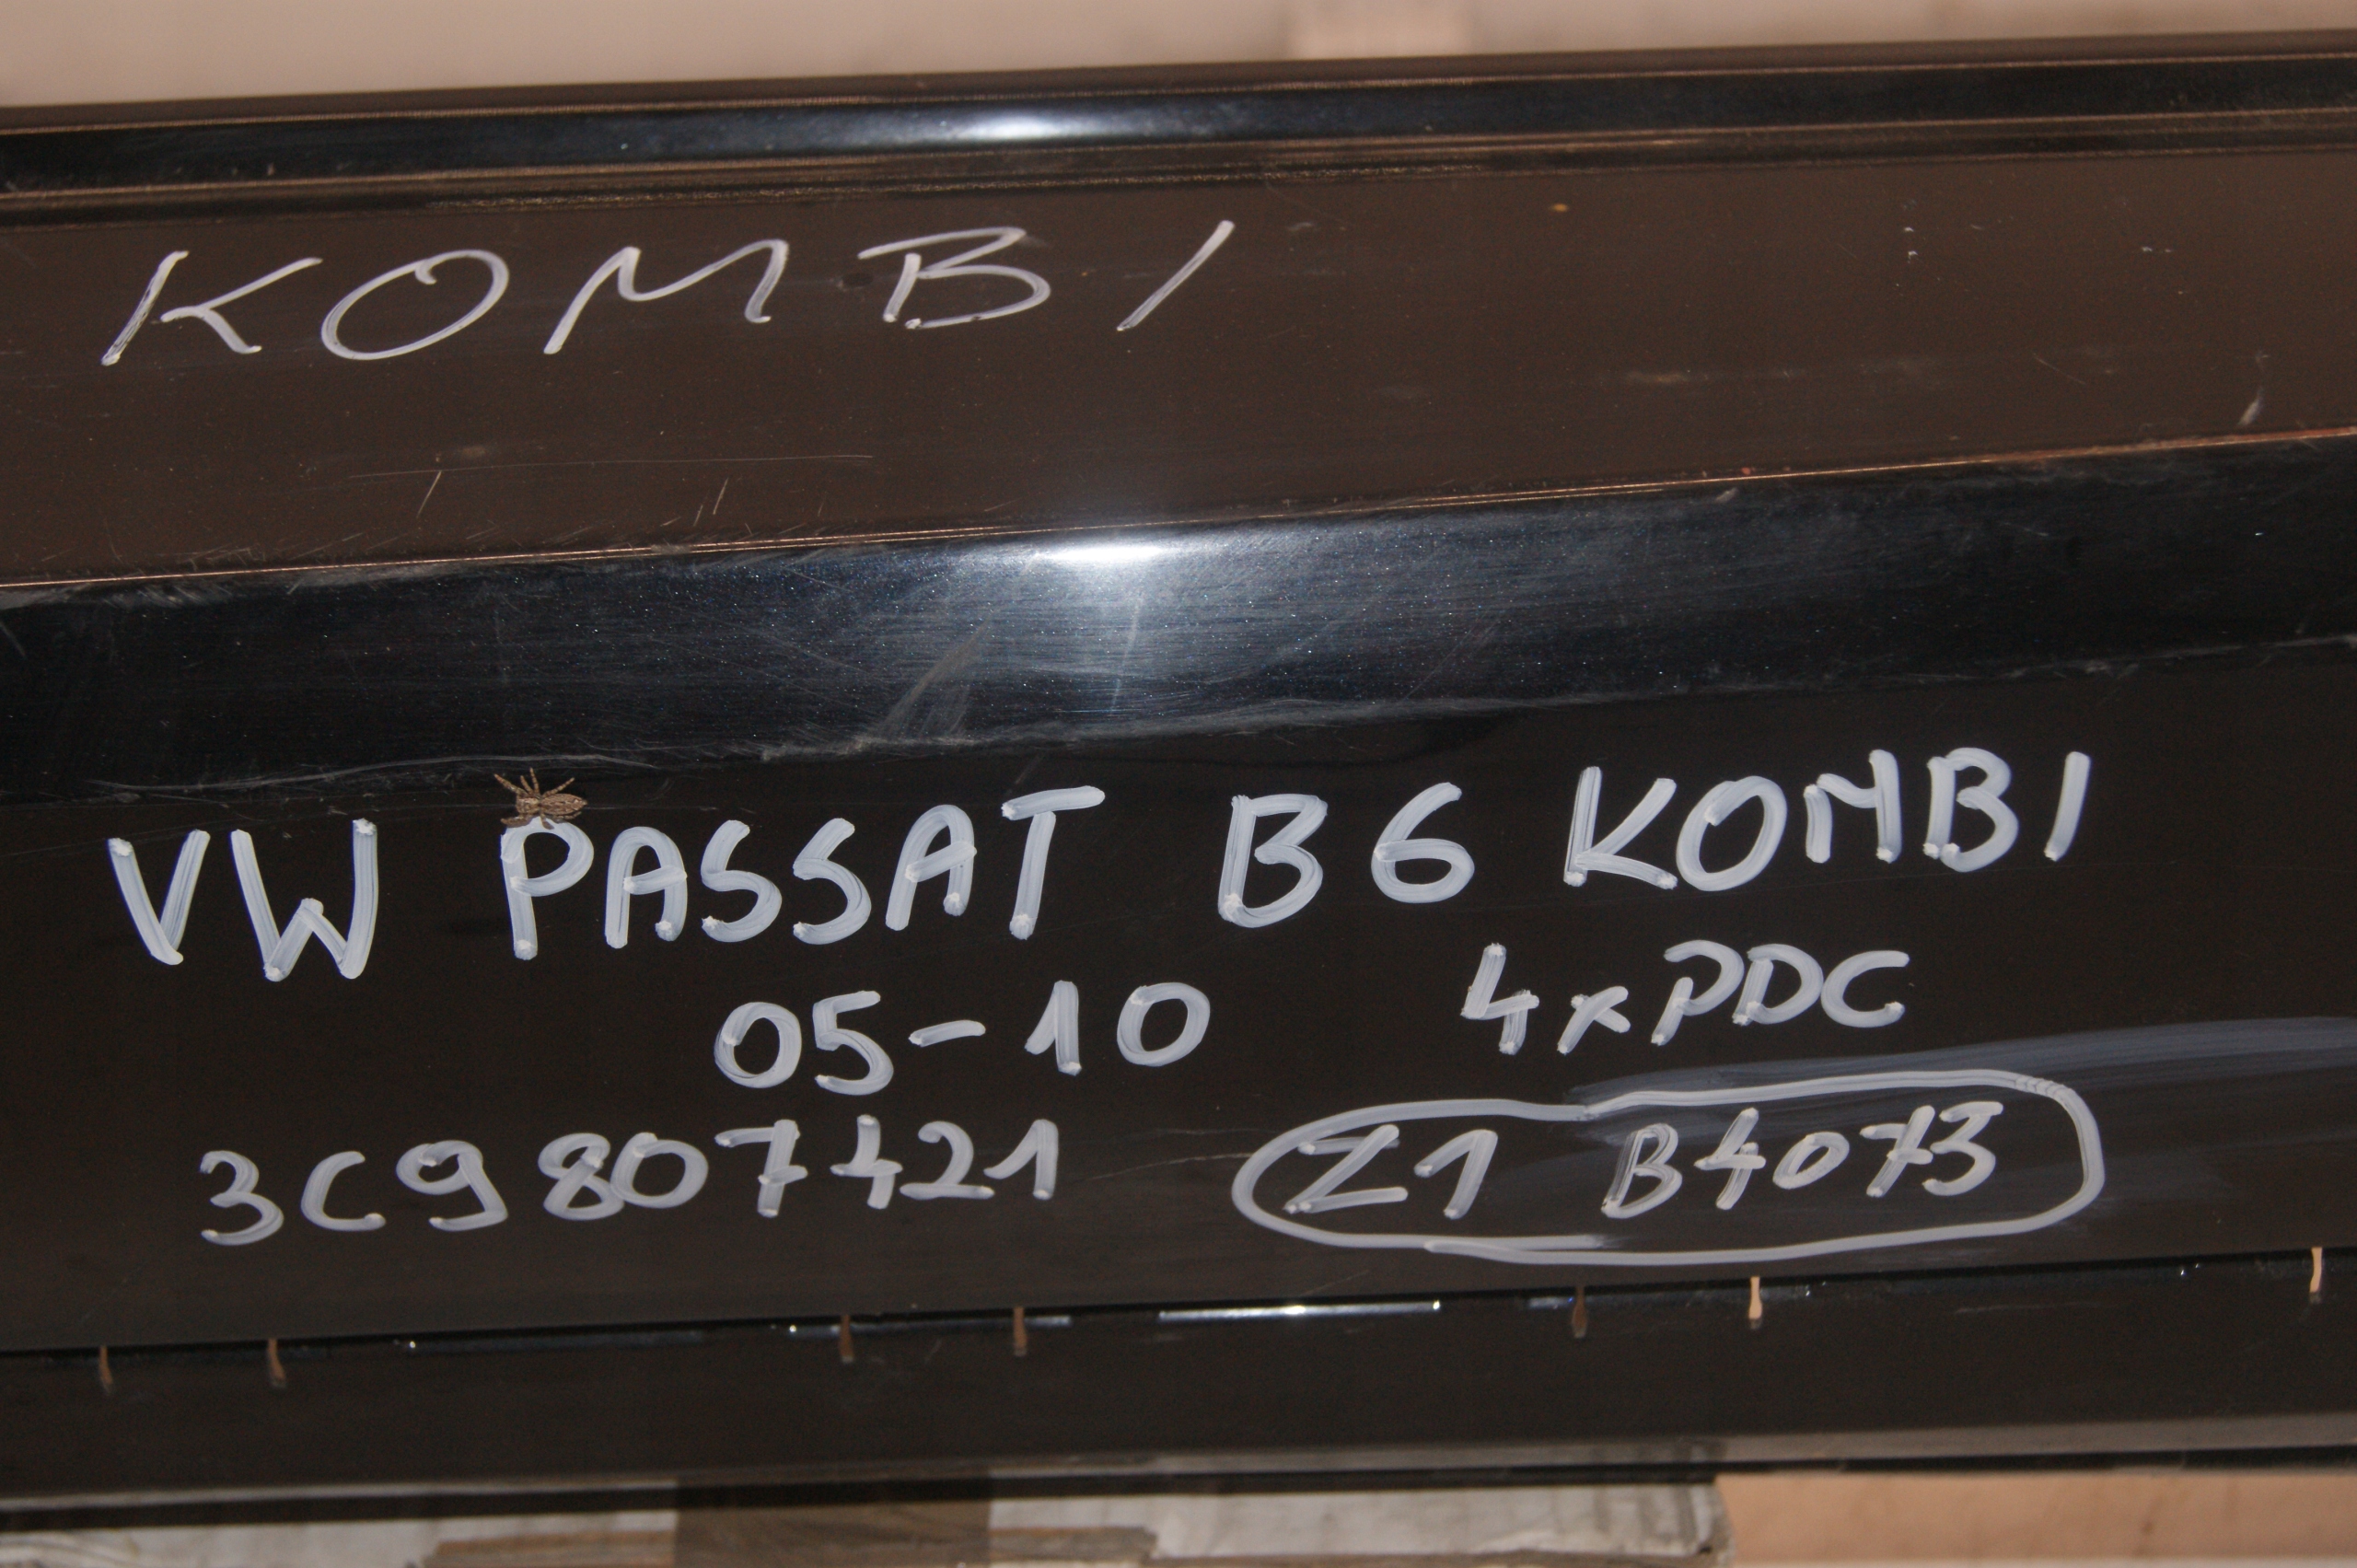 KOMBI
VW PASSAT B6 KOMBI
05-10 4xPDC
3C9807421 Z1 B4073